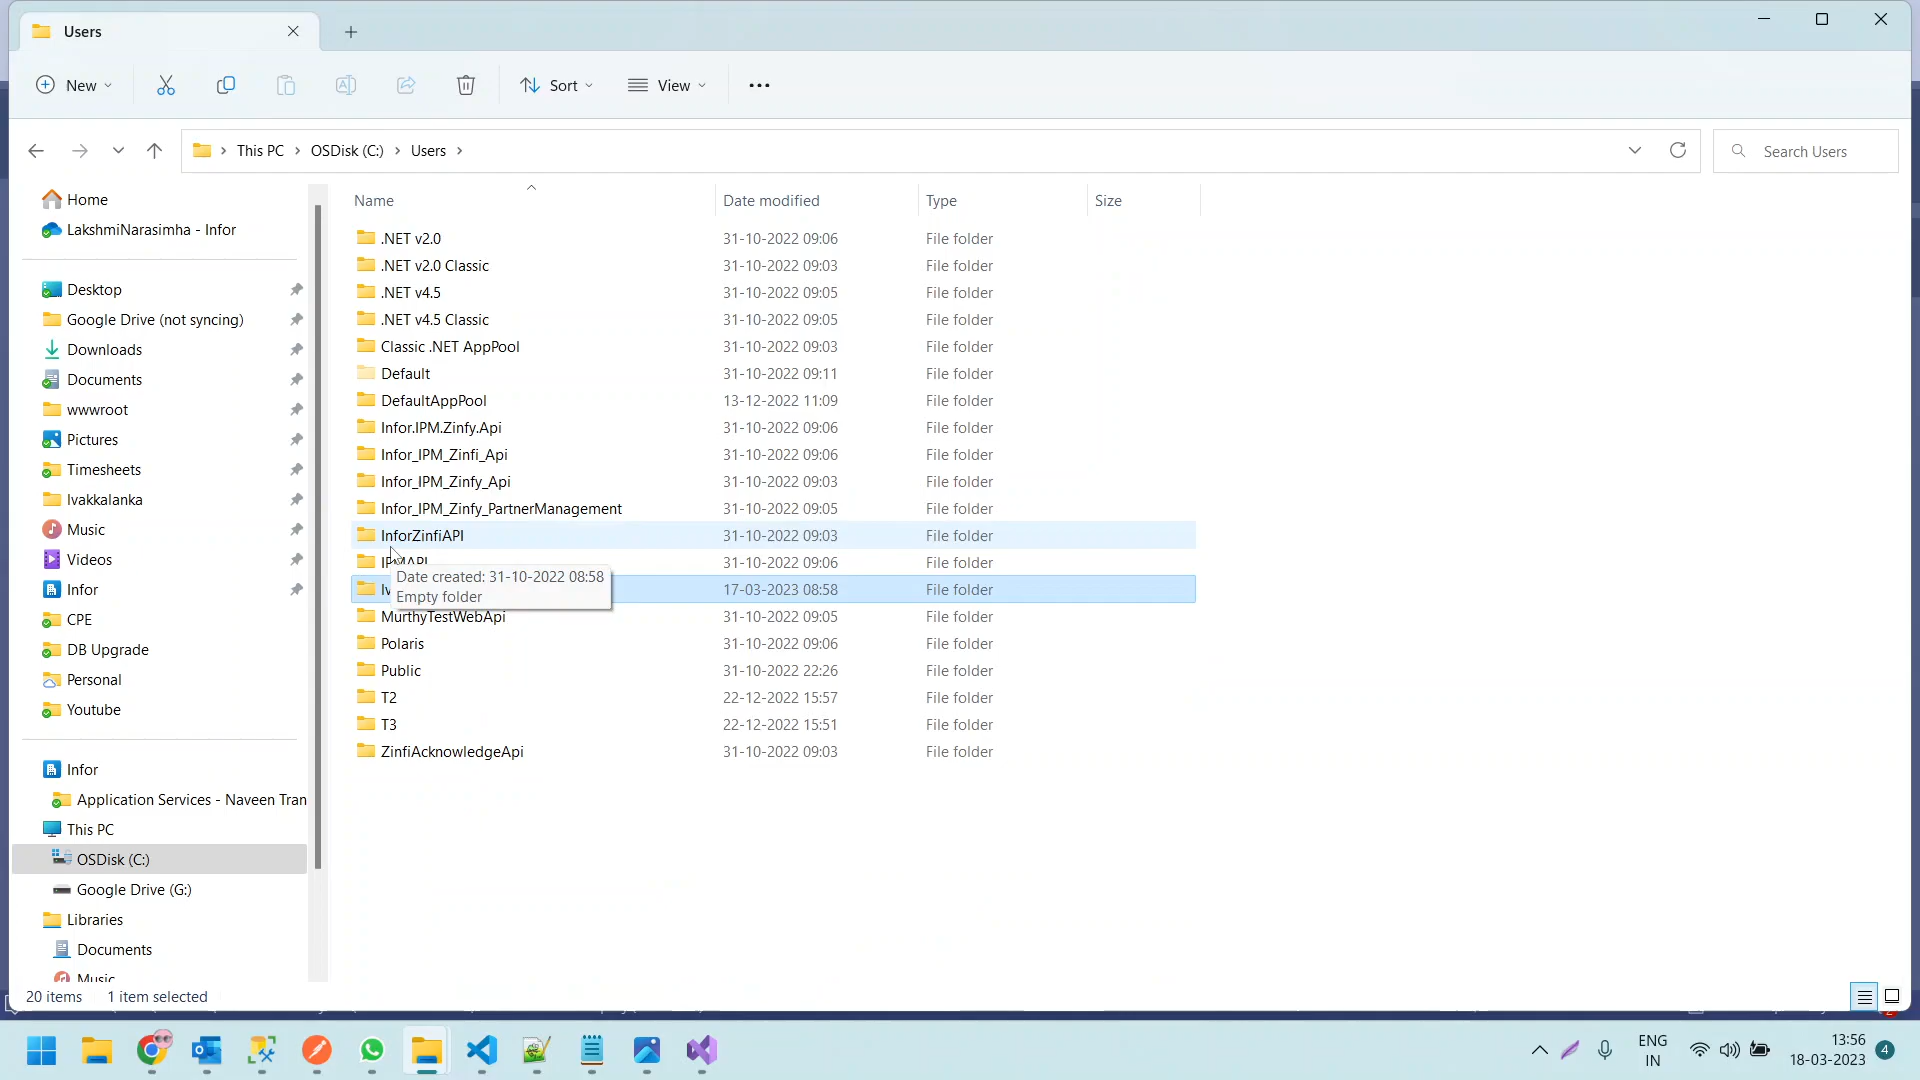 Users
New
Sort
View
This PC
OSDisk (C:)
Users
Search Users
Home
LakshmiNarasimha - Infor
Desktop
Google Drive (not syncing)
Downloads
Documents
wwwroot
Pictures
Timesheets
Music
Videos
Infor
CPE
DB Upgrade
Personal
Youtube
Infor
Application Services - Naveen Tran
This PC
OSDisk (C:)
Google Drive (G:)
Libraries
Documents
Music
Name Date modified Type Size
.NET v2.0 31-10-2022 09:06 File folder
.NET v2.0 Classic 31-10-2022 09:03 File folder
.NET v4.5 31-10-2022 09:05 File folder
.NET v4.5 Classic 31-10-2022 09:05 File folder
Classic .NET AppPool 31-10-2022 09:03 File folder
Default 31-10-2022 09:11 File folder
DefaultAppPool 13-12-2022 11:09 File folder
Infor.IPM.Zinfy.Api 31-10-2022 09:06 File folder
Infor_IPM_Zinfi_Api 31-10-2022 09:06 File folder
Infor_IPM_Zinfy_Api 31-10-2022 09:03 File folder
Infor_IPM_Zinfy_PartnerManagement 31-10-2022 09:05 File folder
InforZinfiAPI 31-10-2022 09:03 File folder
IPMAPI 31-10-2022 09:06 File folder
17-03-2023 08:58 File folder
MurthyTestWebApi 31-10-2022 09:05 File folder
Polaris 31-10-2022 09:06 File folder
Public 31-10-2022 22:26 File folder
T2 22-12-2022 15:57 File folder
T3 22-12-2022 15:51 File folder
ZinfiAcknowledgeApi 31-10-2022 09:03 File folder
Date created: 31-10-2022 08:58
Empty folder
20 items 1 item selected
ENG
IN
13:56
18-03-2023
4